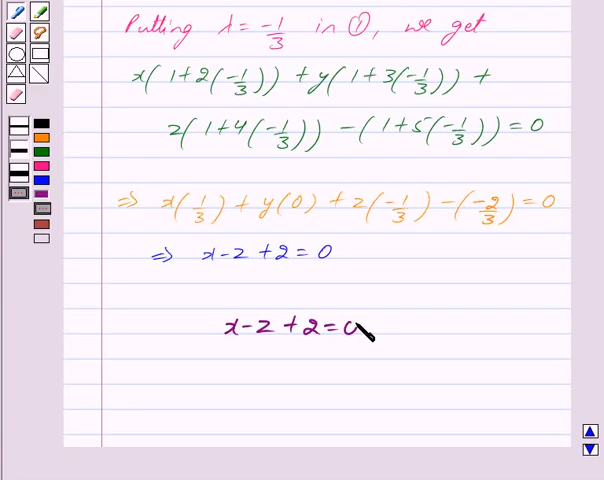 Putting λ = -1/3 in ①, we get
x(1+2(-1/3)) + y(1+3(-1/3)) +
z(1+4(-1/3)) - (1+5(-1/3)) = 0
⇒ x(1/3) + y(0) + z(-1/3) - (-2/3) = 0
⇒ x - z + 2 = 0
x - z + 2 = 0